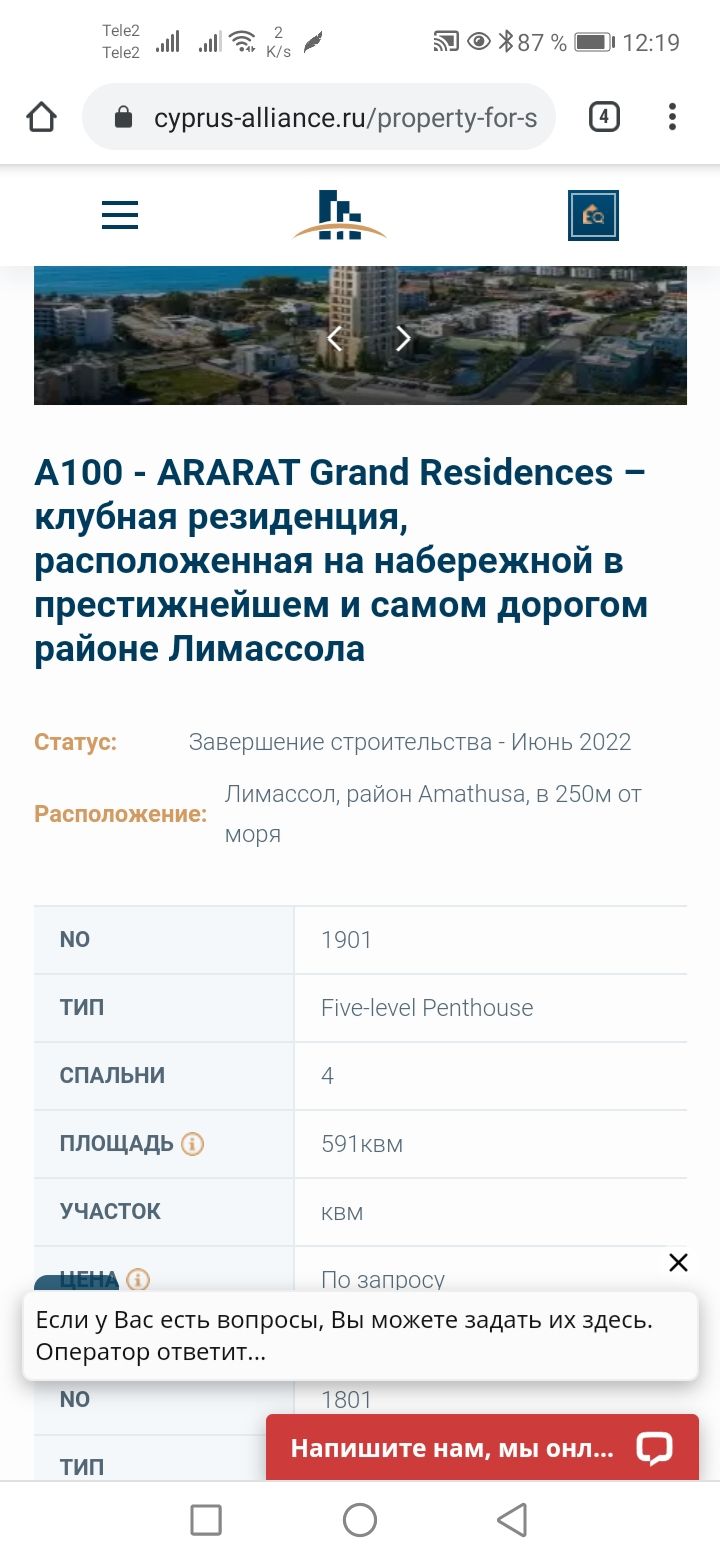 Tele2
Tele2
2
K/s
87 %
12:19
cyprus-alliance.ru/property-for-s
4
A100 - ARARAT Grand Residences –
клубная резиденция,
расположенная на набережной в
престижнейшем и самом дорогом
районе Лимассола
Статус: Завершение строительства - Июнь 2022
Расположение: Лимассол, район Amathusa, в 250м от
моря
NO 1901
ТИП Five-level Penthouse
СПАЛЬНИ 4
ПЛОЩАДЬ 591квм
УЧАСТОК квм
ЦЕНА По запросу
Если у Вас есть вопросы, Вы можете задать их здесь.
Оператор ответит...
NO 1801
Напишите нам, мы онл...
ТИП